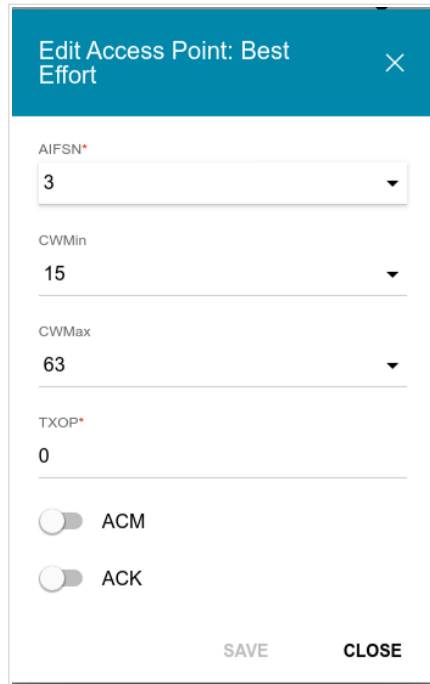 Edit Access Point: Best
Effort
AIFSN*
3
CWMin
15
CWMax
63
TXOP*
0
ACM
ACK
SAVE CLOSE